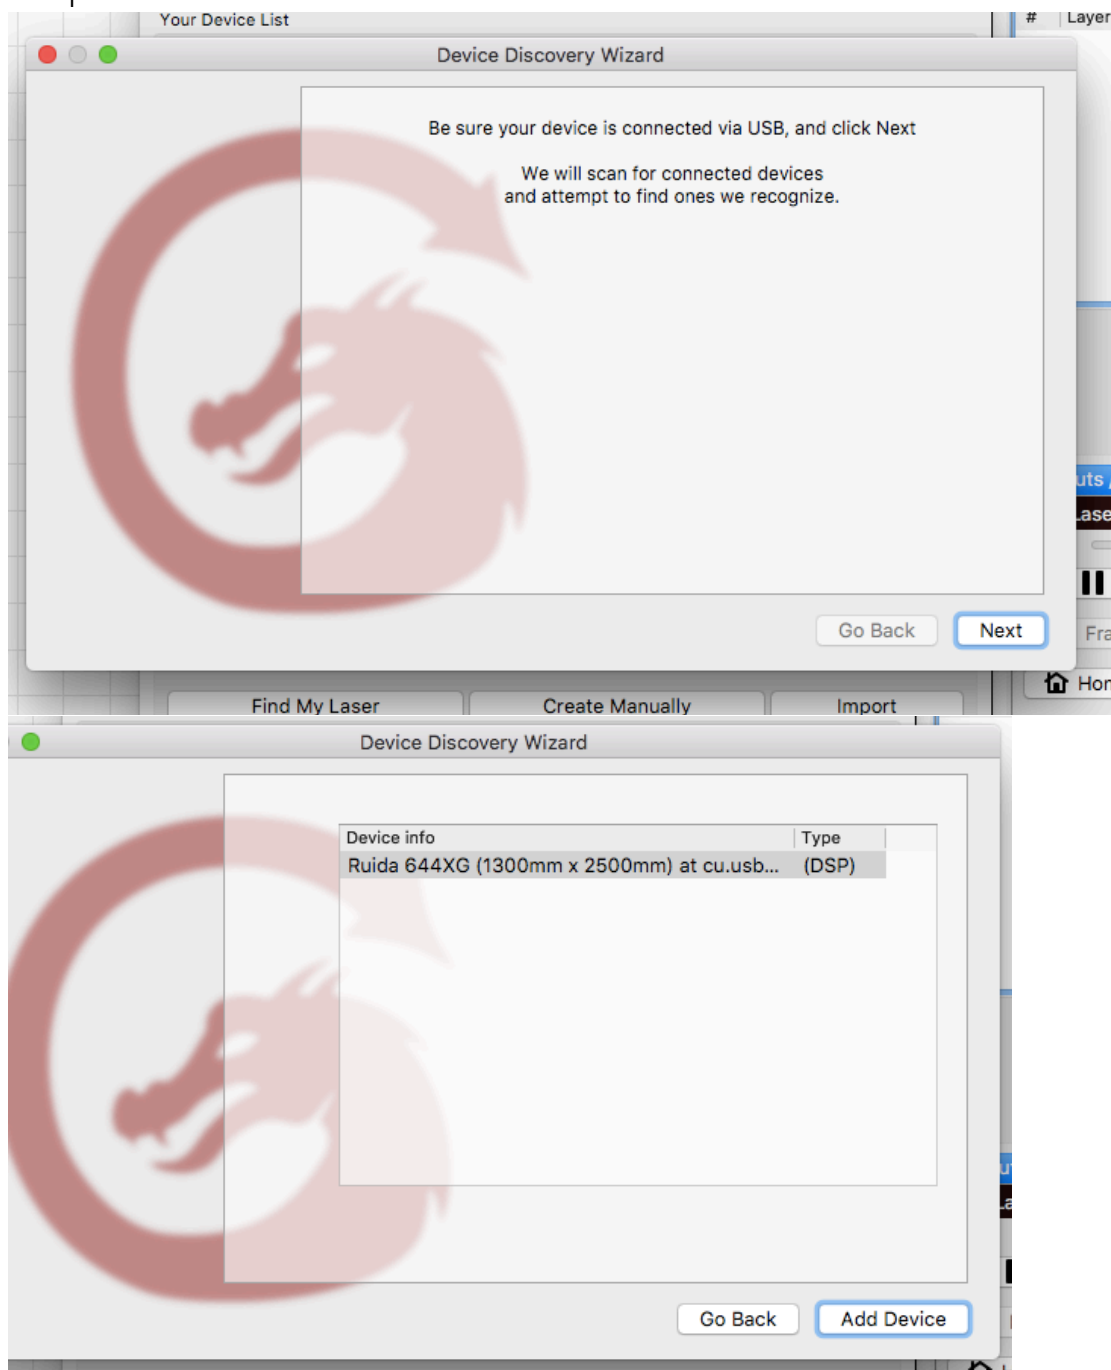 Your Device List
# Layer
Device Discovery Wizard
Be sure your device is connected via USB, and click Next
We will scan for connected devices
and attempt to find ones we recognize.
Go Back
Next
Find My Laser
Create Manually
Import
Device Discovery Wizard
Device info
Type
Ruida 644XG (1300mm x 2500mm) at cu.usb...
(DSP)
Go Back
Add Device